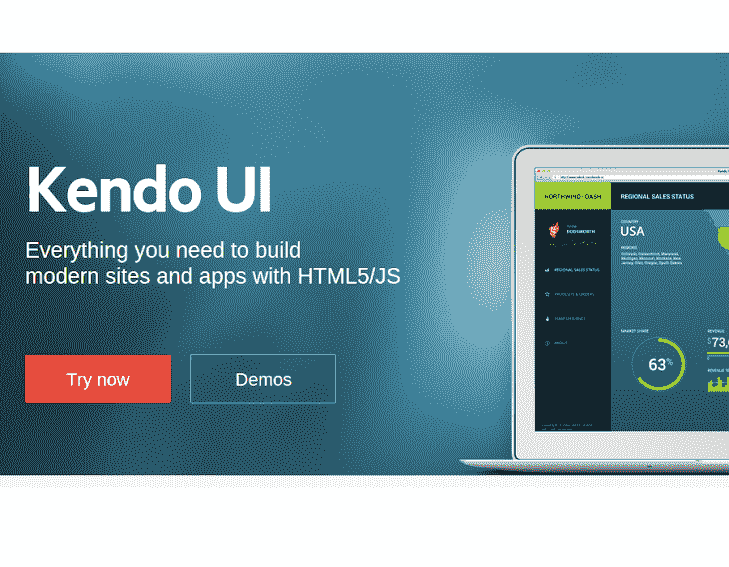 Kendo UI
Everything you need to build
modern sites and apps with HTML5/JS
Try now
Demos
NORTHWIND · DASH
REGIONAL SALES STATUS
COUNTRY
USA
REGIONS
REGIONAL SALES STATUS
PRODUCTS & ORDERS
TEAM EFFICIENCY
ABOUT
MARKET SHARE
63%
REVENUE
$73,